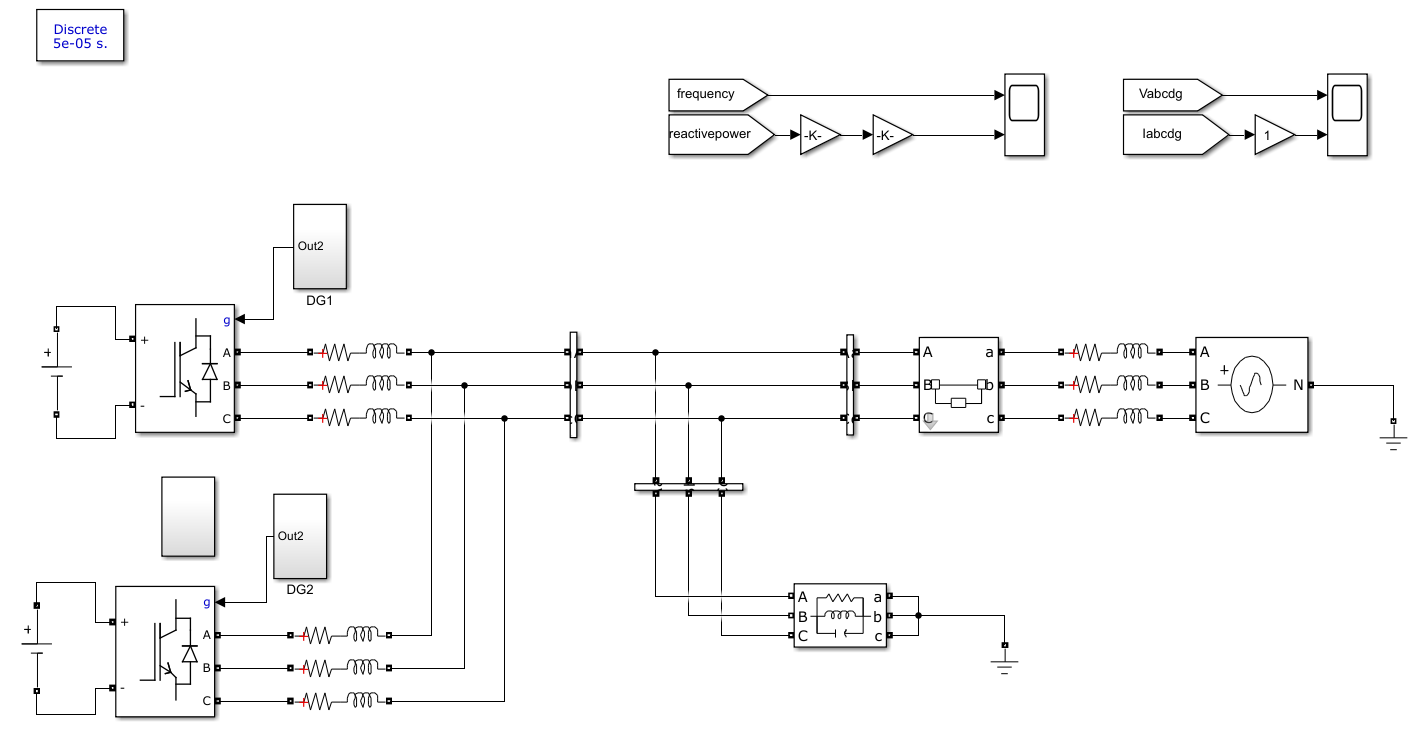 Discrete
5e-05 s.
frequency
reactivepower
-K-
-K-
Vabcdg
Iabcdg
1
Out2
DG1
g
+
-
A
B
C
+
A
B
C
a
b
c
A
B
C
+
N
Out2
DG2
g
+
-
A
B
C
+
A
B
C
a
b
c